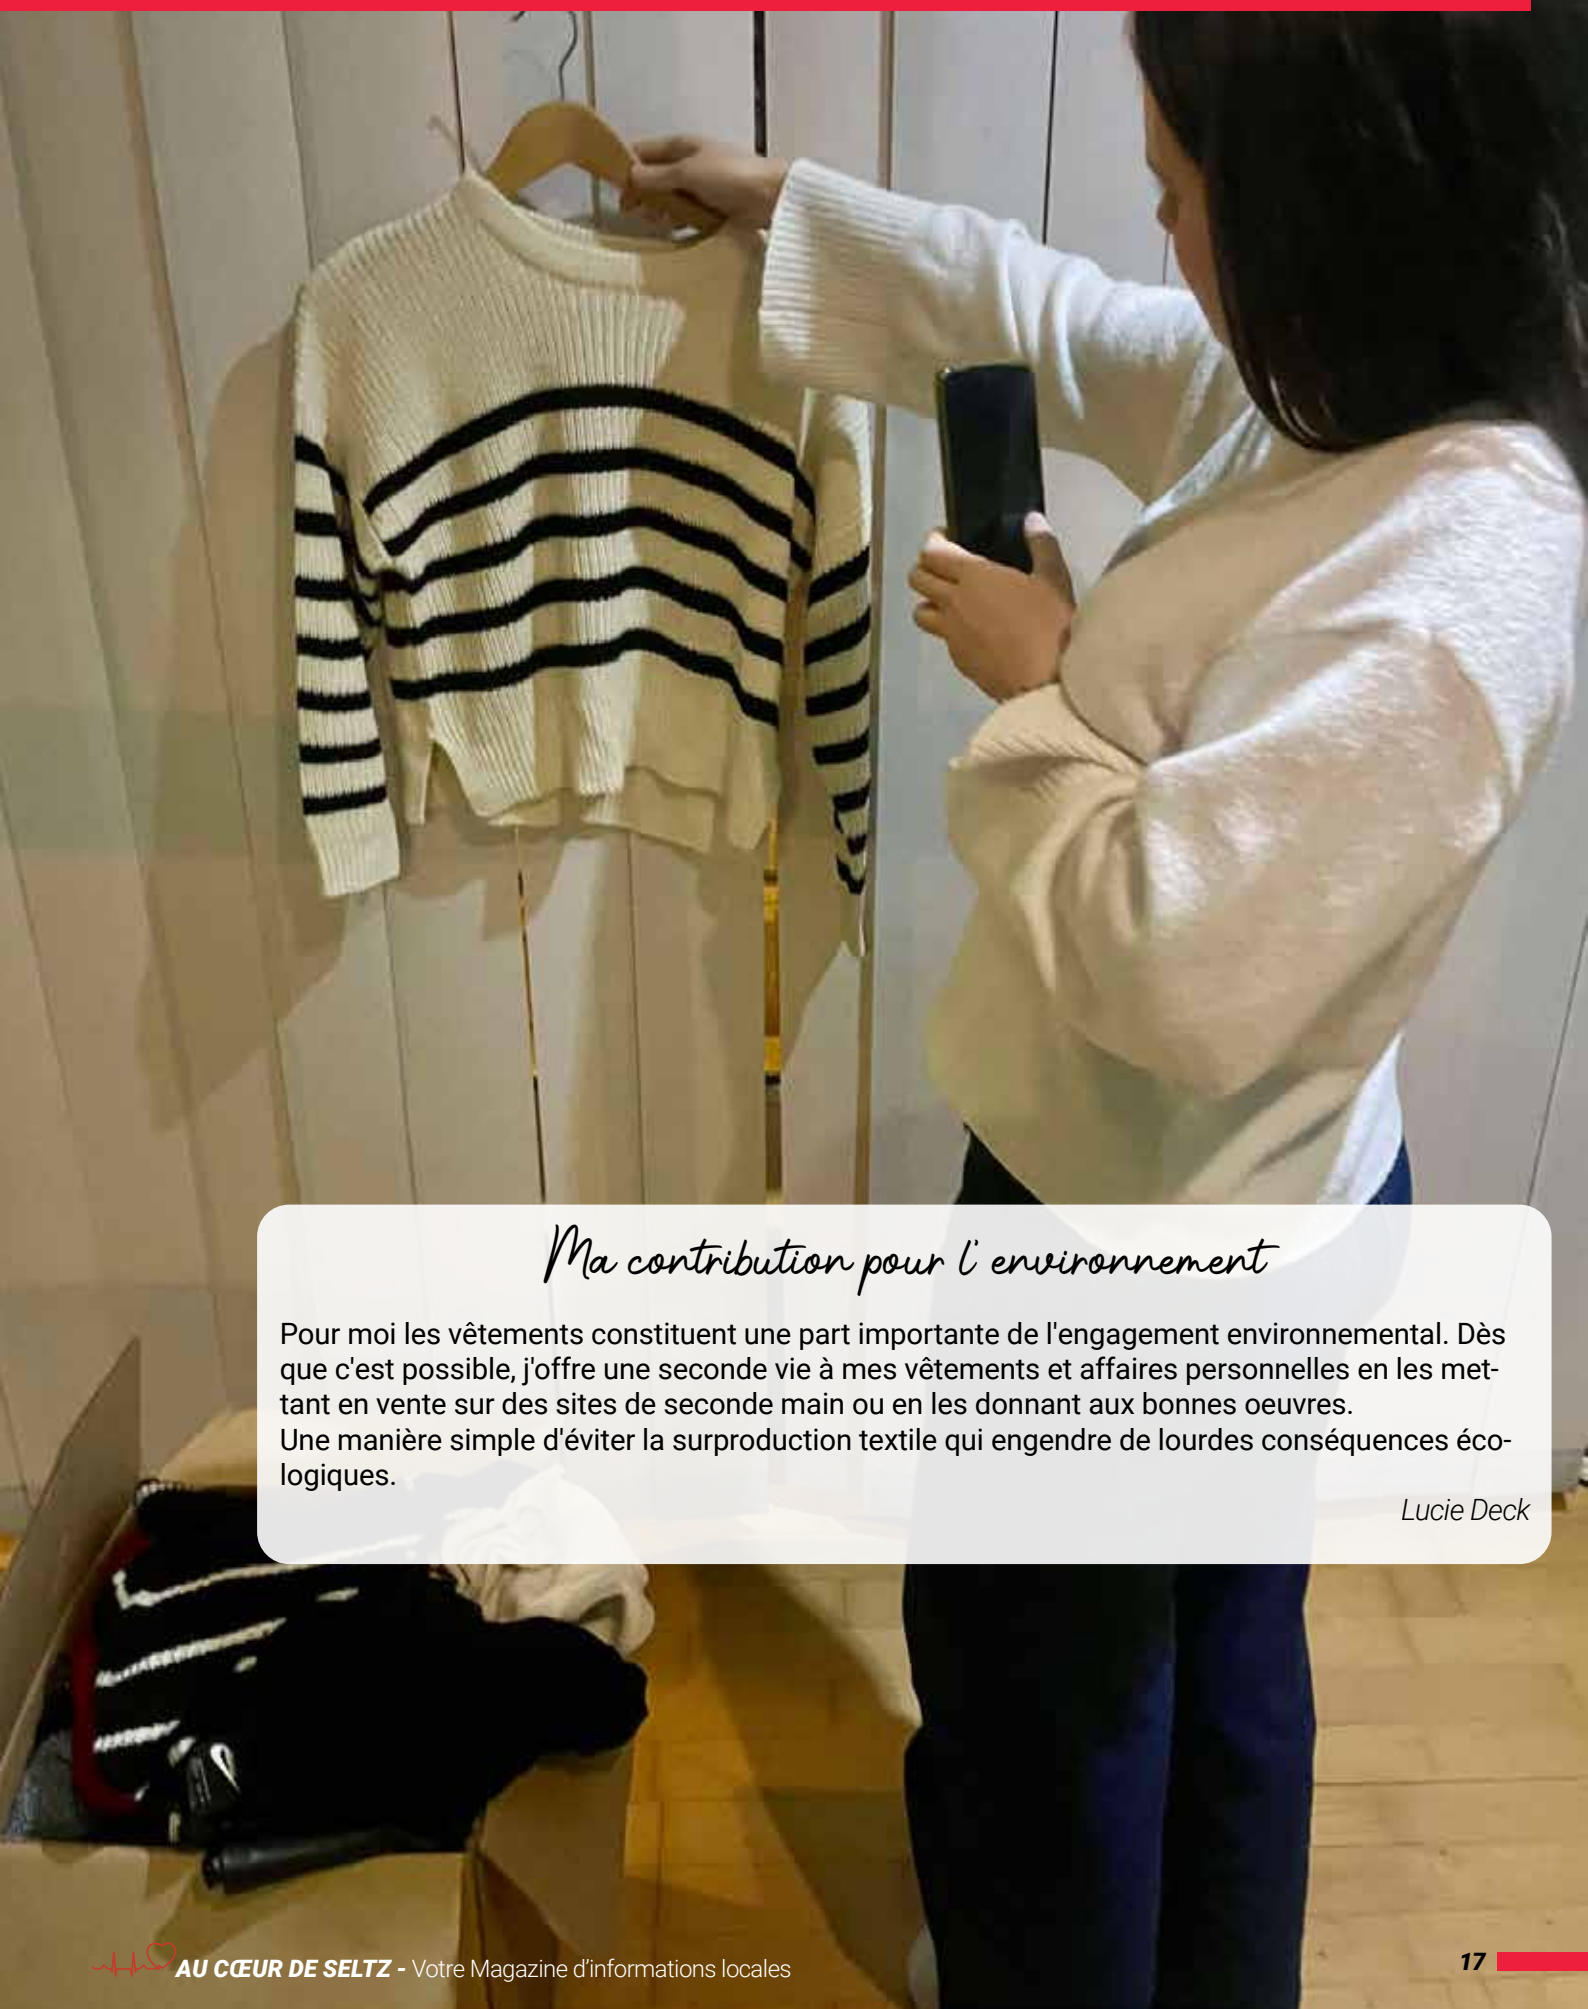 Ma contribution pour l' environnement
Pour moi les vêtements constituent une part importante de l'engagement environnemental. Dès
que c'est possible, j'offre une seconde vie à mes vêtements et affaires personnelles en les met-
tant en vente sur des sites de seconde main ou en les donnant aux bonnes oeuvres.
Une manière simple d'éviter la surproduction textile qui engendre de lourdes conséquences éco-
logiques.
Lucie Deck
AU CŒUR DE SELTZ - Votre Magazine d'informations locales
17